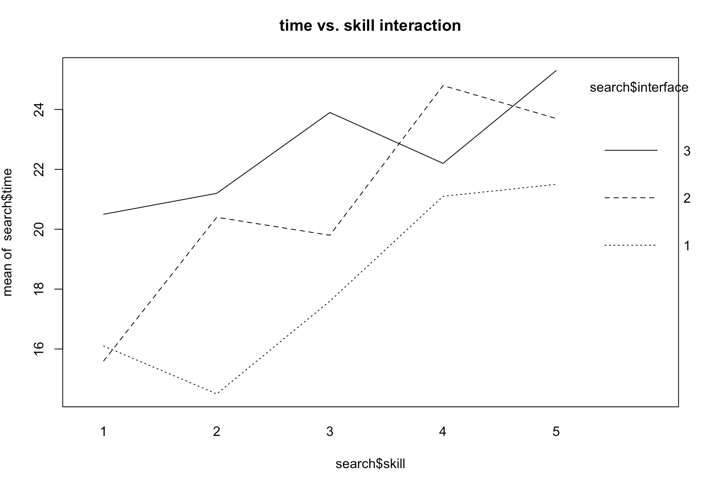 time vs. skill interaction
search$interface
3
2
1
mean of  search$time
24
22
20
18
16
1 2 3 4 5
search$skill